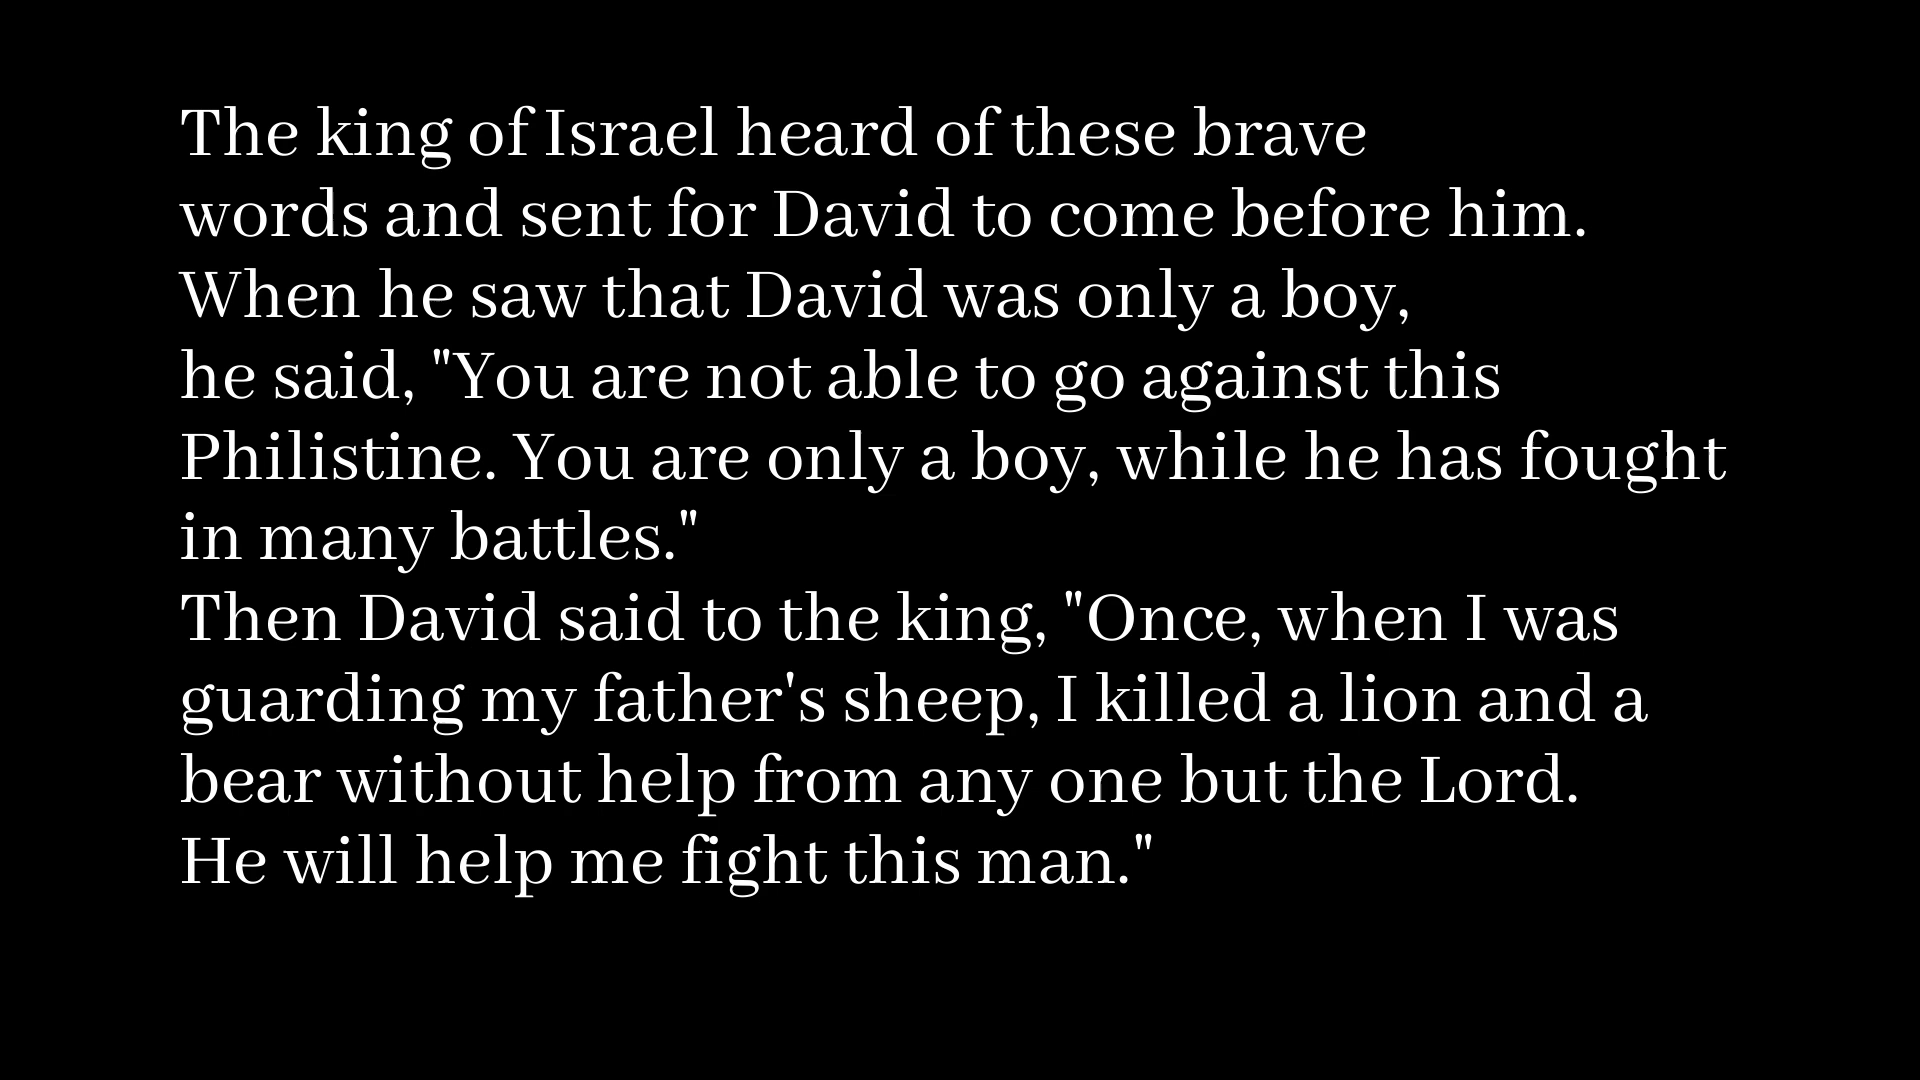 The king of Israel heard of these brave
words and sent for David to come before him.
When he saw that David was only a boy,
he said, "You are not able to go against this
Philistine. You are only a boy, while he has fought
in many battles."
Then David said to the king, "Once, when I was
guarding my father's sheep, I killed a lion and a
bear without help from any one but the Lord.
He will help me fight this man."